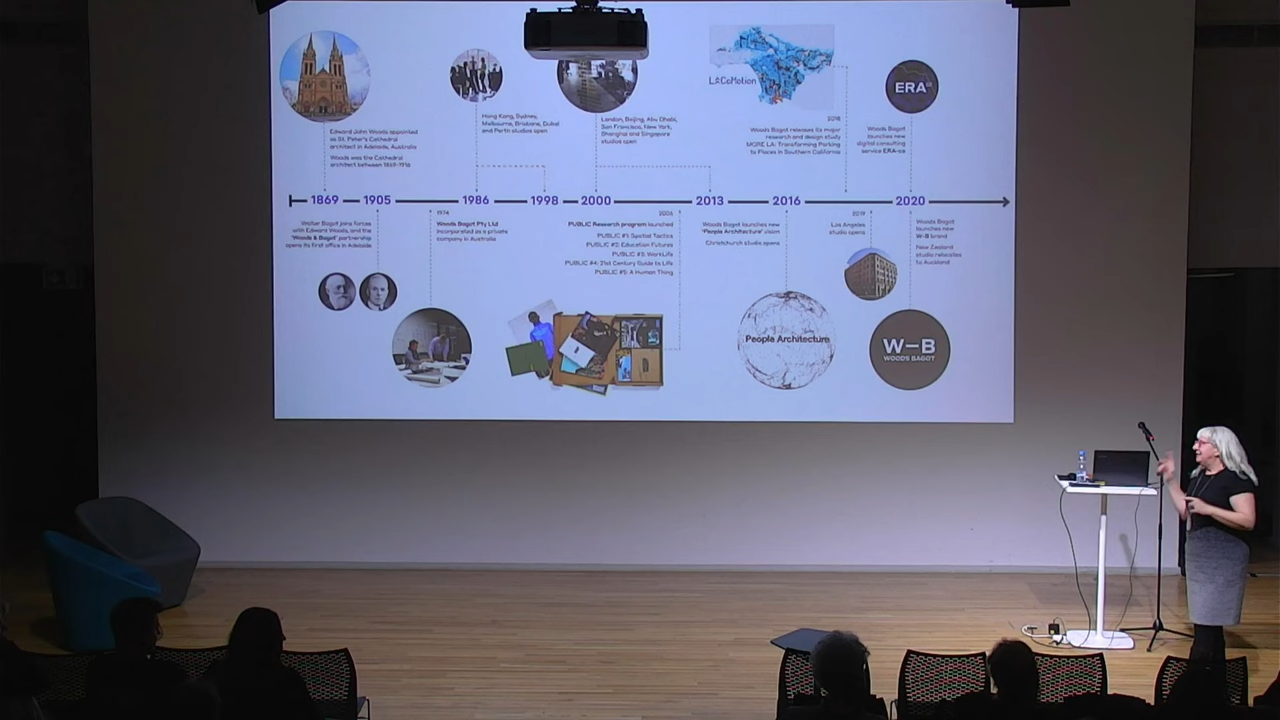 Edward John Woods appointed
as St. Peter's Cathedral
architect in Adelaide, Australia
Woods was the Cathedral
architect between 1869-1916
Hong Kong, Sydney,
Melbourne, Brisbane, Dubai
and Perth studios open
London, Beijing, Abu Dhabi,
San Francisco, New York,
Shanghai and Singapore
studios open
LACoMotion
2018
Woods Bagot releases its major
research and design study
MORE LA: Transforming Parking
to Places in Southern California
ERA
Woods Bagot
launches new
digital consulting
service ERA-co
1869
1905
1986
1998
2000
2013
2016
2020
Walter Bagot joins forces
with Edward Woods, and the
'Woods & Bagot' partnership
opens its first office in Adelaide
1974
Woods Bagot Pty Ltd
incorporated as a private
company in Australia
2006
PUBLIC Research program launched
PUBLIC #1: Spatial Tactics
PUBLIC #2: Education Futures
PUBLIC #3: WorkLife
PUBLIC #4: 21st Century Guide to Life
PUBLIC #5: A Human Thing
Woods Bagot launches new
'People Architecture' vision
Christchurch studio opens
2019
Los Angeles
studio opens
Woods Bagot
launches new
W-B brand
New Zealand
studio relocates
to Auckland
People Architecture
W–B
WOODS BAGOT